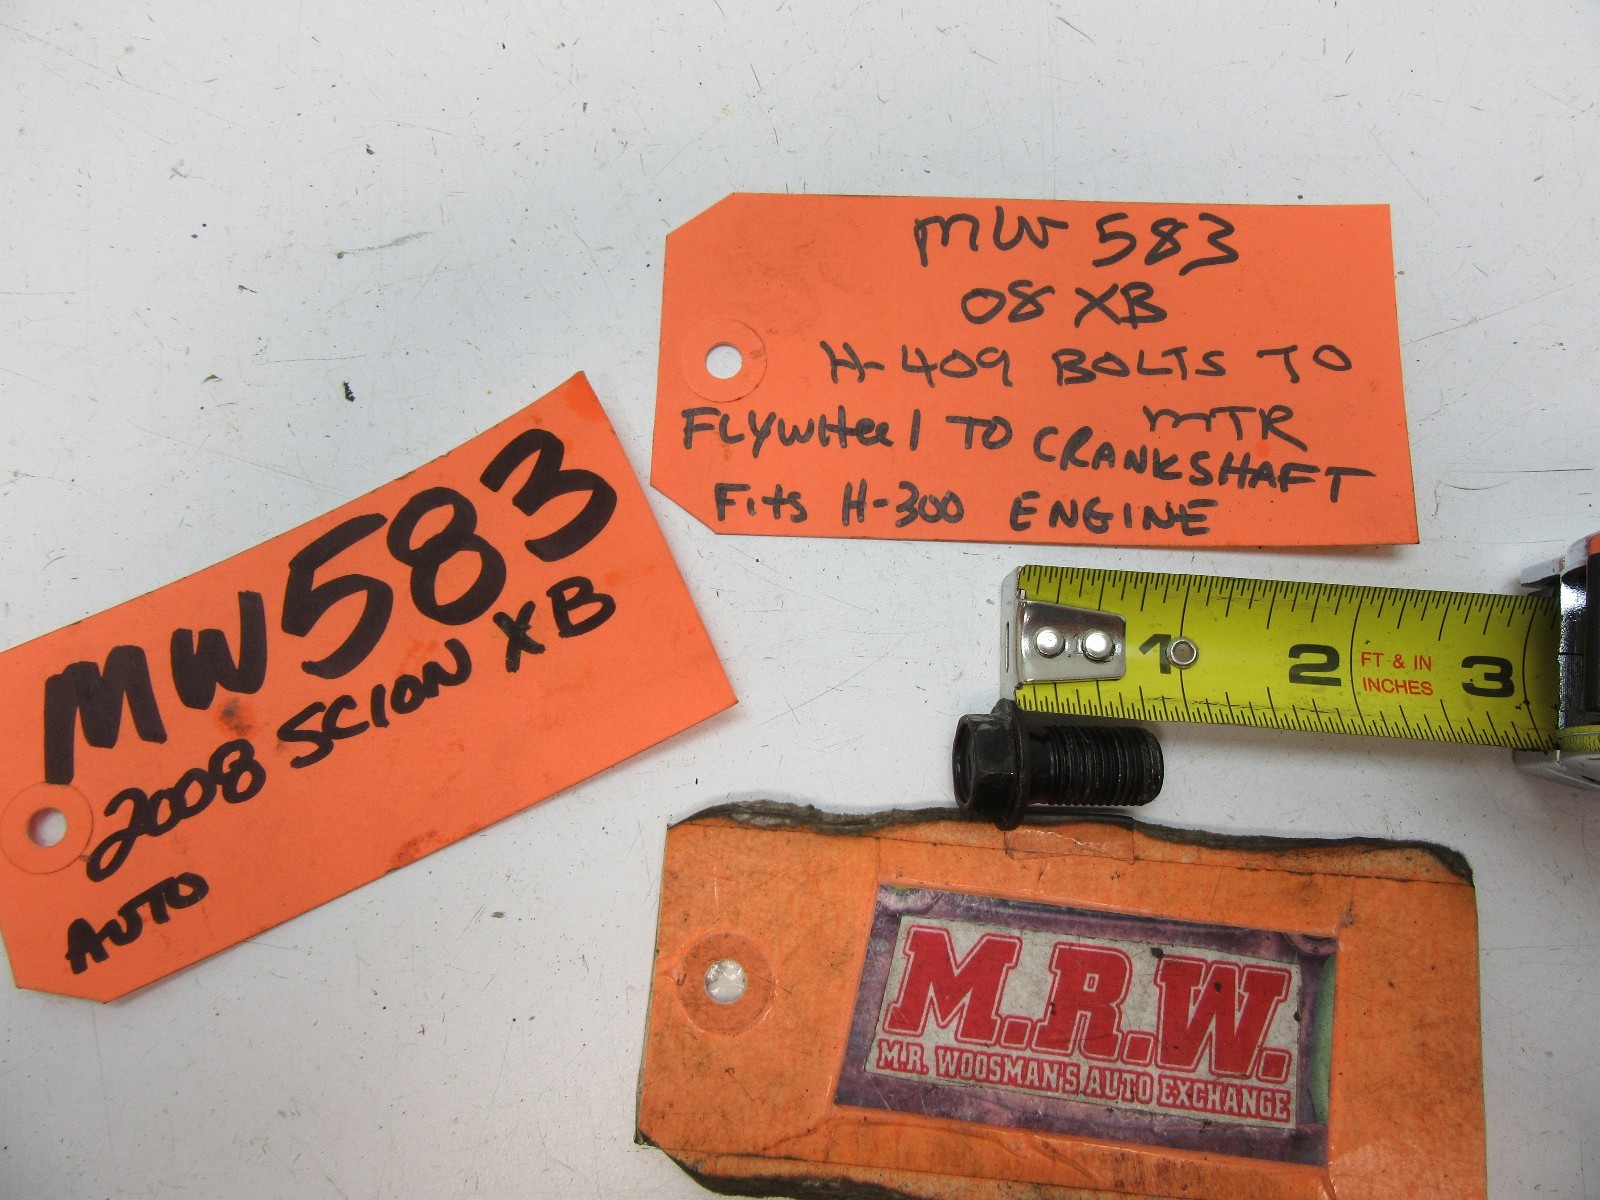 MW 583
08 XB
H-409 BOLTS TO
MTR
FLYWHeel TO CRANKSHAFT
Fits H-300 ENGINE
MW583
2008 SCION XB
AUTO
1 2 FT & IN 3
INCHES
M.R.W.
M.R. WOOSMAN'S AUTO EXCHANGE